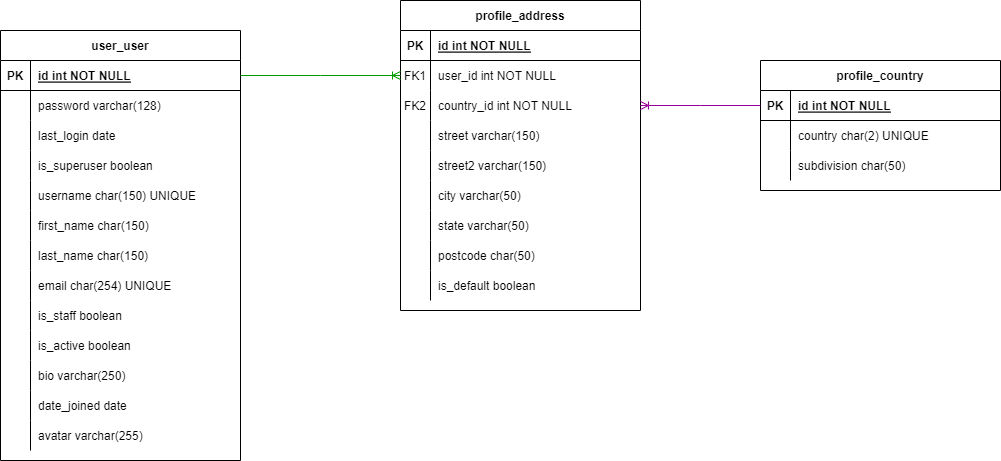 user_user
PK id int NOT NULL
password varchar(128)
last_login date
is_superuser boolean
username char(150) UNIQUE
first_name char(150)
last_name char(150)
email char(254) UNIQUE
is_staff boolean
is_active boolean
bio varchar(250)
date_joined date
avatar varchar(255)
profile_address
PK id int NOT NULL
FK1 user_id int NOT NULL
FK2 country_id int NOT NULL
street varchar(150)
street2 varchar(150)
city varchar(50)
state varchar(50)
postcode char(50)
is_default boolean
profile_country
PK id int NOT NULL
country char(2) UNIQUE
subdivision char(50)